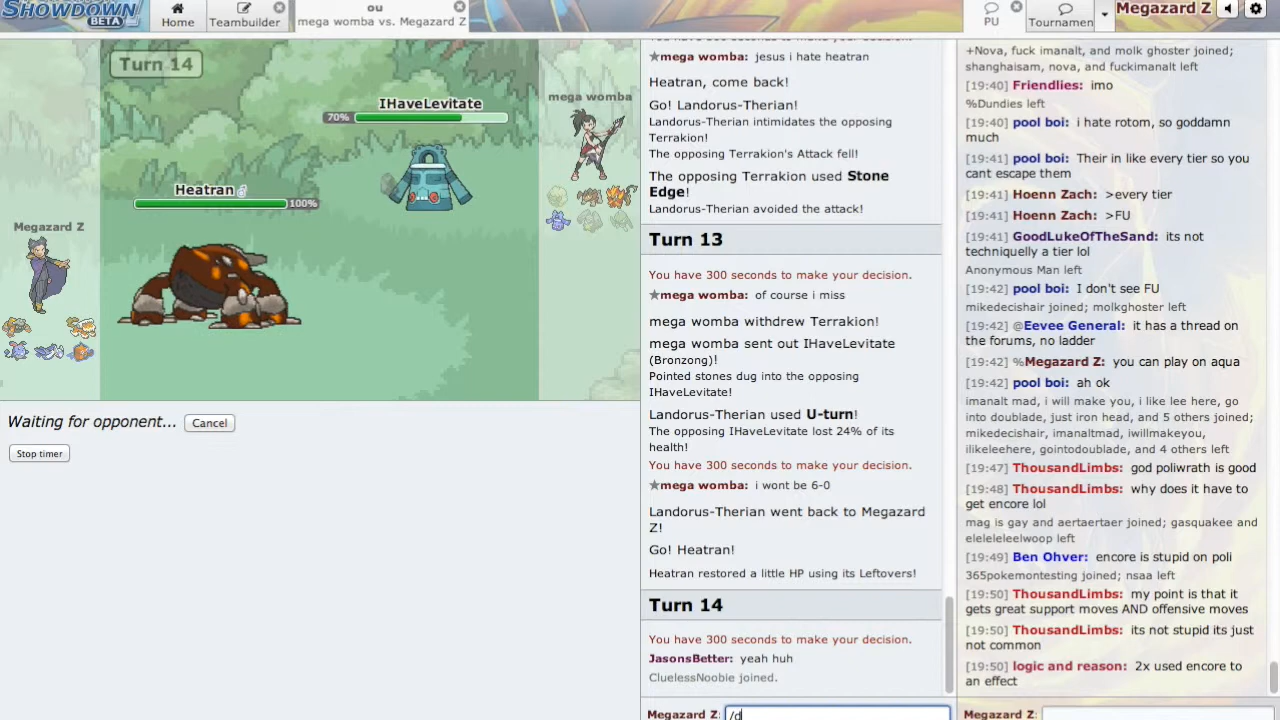 SHOWDOWN
BETA
Home
Teambuilder
ou
mega womba vs. Megazard Z
PU
Tournamen
Megazard Z
Turn 14
IHaveLevitate
70%
mega womba
Heatran
100%
Megazard Z
Waiting for opponent...
Cancel
Stop timer
★mega womba: jesus i hate heatran
Heatran, come back!
Go! Landorus-Therian!
Landorus-Therian intimidates the opposing
Terrakion!
The opposing Terrakion's Attack fell!
The opposing Terrakion used Stone
Edge!
Landorus-Therian avoided the attack!
Turn 13
You have 300 seconds to make your decision.
★mega womba: of course i miss
mega womba withdrew Terrakion!
mega womba sent out IHaveLevitate
(Bronzong)!
Pointed stones dug into the opposing
IHaveLevitate!
Landorus-Therian used U-turn!
The opposing IHaveLevitate lost 24% of its
health!
You have 300 seconds to make your decision.
★mega womba: i wont be 6-0
Landorus-Therian went back to Megazard
Z!
Go! Heatran!
Heatran restored a little HP using its Leftovers!
Turn 14
You have 300 seconds to make your decision.
JasonsBetter: yeah huh
CluelessNoobie joined.
Megazard Z: /d
+Nova, fuck imanalt, and molk ghoster joined;
shanghaisam, nova, and fuckimanalt left
[19:40] Friendlies: imo
%Dundies left
[19:40] pool boi: i hate rotom, so goddamn
much
[19:41] pool boi: Their in like every tier so you
cant escape them
[19:41] Hoenn Zach: >every tier
[19:41] Hoenn Zach: >FU
[19:41] GoodLukeOfTheSand: its not
techniquelly a tier lol
Anonymous Man left
[19:42] pool boi: I don't see FU
mikedecishair joined; molkghoster left
[19:42] @Eevee General: it has a thread on
the forums, no ladder
[19:42] %Megazard Z: you can play on aqua
[19:42] pool boi: ah ok
imanalt mad, i will make you, i like lee here, go
into doublade, just iron head, and 5 others joined;
mikedecishair, imanaltmad, iwillmakeyou,
ilikeleehere, gointodoublade, and 4 others left
[19:47] ThousandLimbs: god poliwrath is good
[19:48] ThousandLimbs: why does it have to
get encore lol
mag is gay and aertaertaer joined; gasquakee and
eleleleleelwoop left
[19:49] Ben Ohver: encore is stupid on poli
365pokemontesting joined; nsaa left
[19:50] ThousandLimbs: my point is that it
gets great support moves AND offensive moves
[19:50] ThousandLimbs: its not stupid its just
not common
[19:50] logic and reason: 2x used encore to
an effect
Megazard Z: